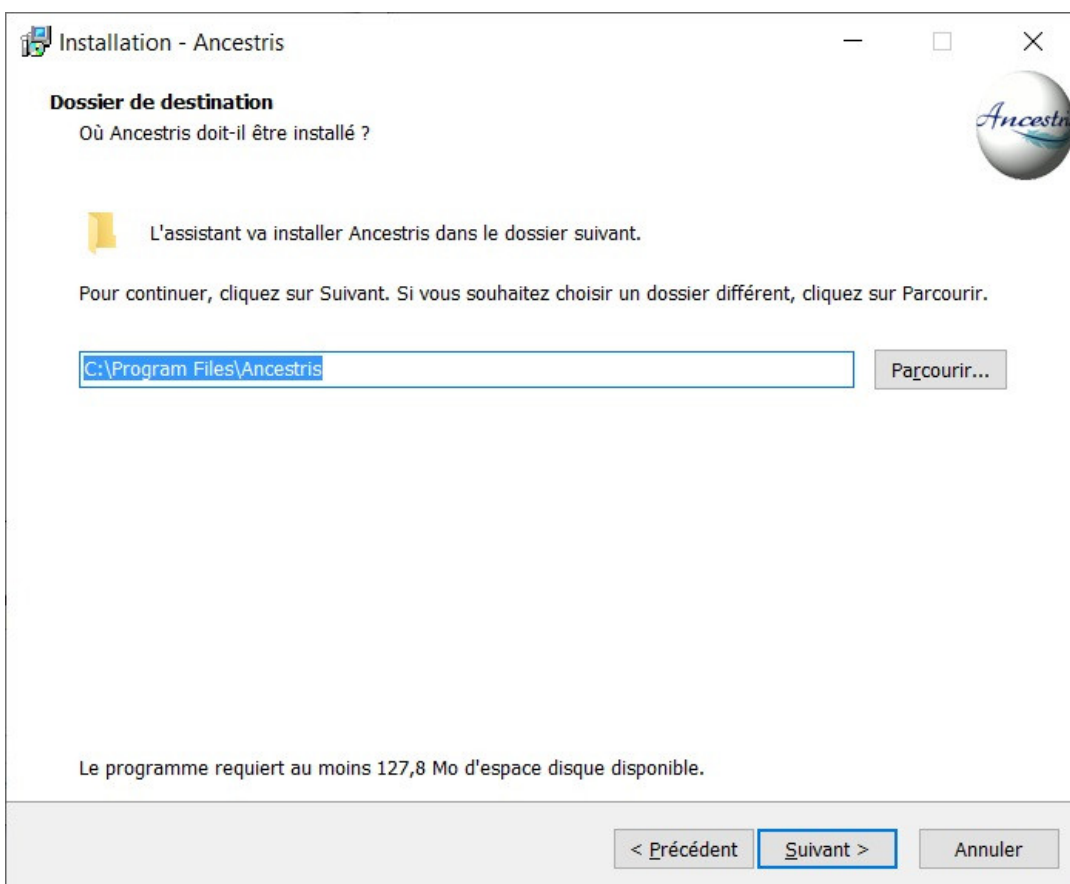 Installation - Ancestris
Dossier de destination
Où Ancestris doit-il être installé ?
L'assistant va installer Ancestris dans le dossier suivant.
Pour continuer, cliquez sur Suivant. Si vous souhaitez choisir un dossier différent, cliquez sur Parcourir.
C:\Program Files\Ancestris
Parcourir...
Le programme requiert au moins 127,8 Mo d'espace disque disponible.
< Précédent
Suivant >
Annuler